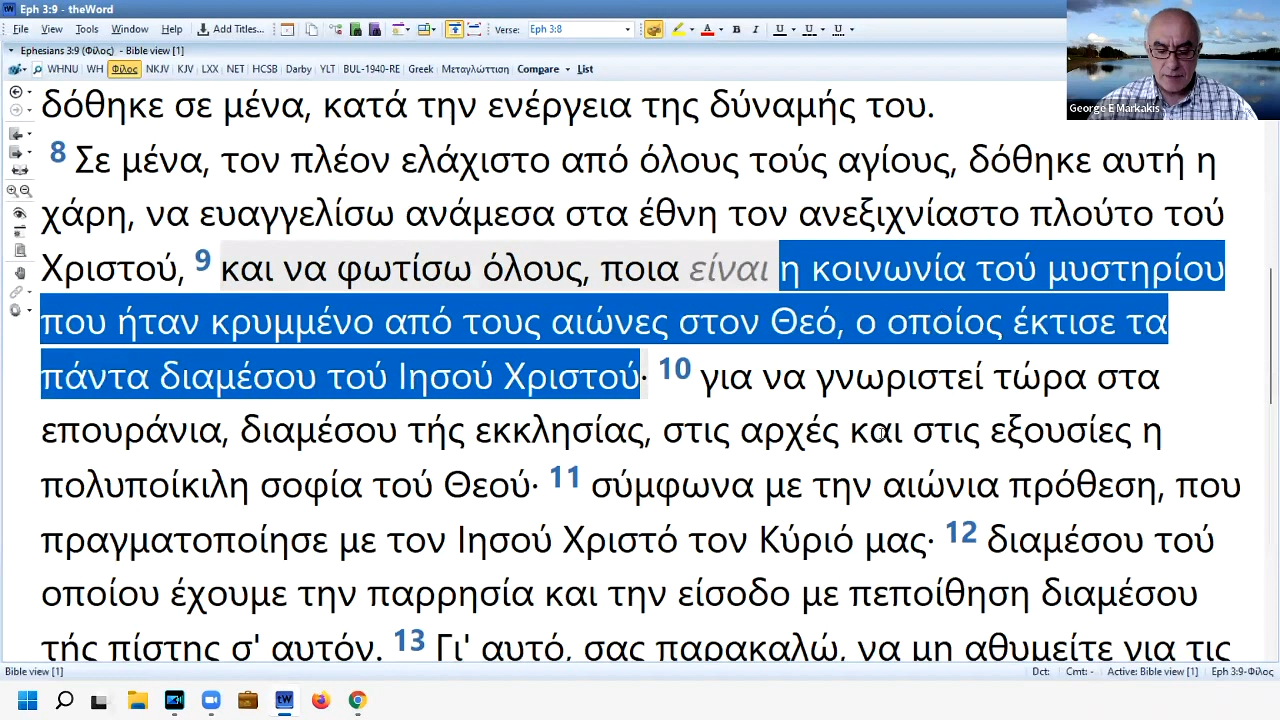 Eph 3:9 - theWord
File View Tools Window Help Add Titles... Verse: Eph 3:8 B I U U U
Ephesians 3:9 (Φίλος) - Bible view [1]
WHNU WH Φίλος NKJV KJV LXX NET HCSB Darby YLT BUL-1940-RE Greek Μεταγλώττιση Compare List
George E Markakis
δόθηκε σε μένα, κατά την ενέργεια της δύναμής του.
8 Σε μένα, τον πλέον ελάχιστο από όλους τούς αγίους, δόθηκε αυτή η
χάρη, να ευαγγελίσω ανάμεσα στα έθνη τον ανεξιχνίαστο πλούτο τού
Χριστού, 9 και να φωτίσω όλους, ποια είναι η κοινωνία τού μυστηρίου
που ήταν κρυμμένο από τους αιώνες στον Θεό, ο οποίος έκτισε τα
πάντα διαμέσου τού Ιησού Χριστού· 10 για να γνωριστεί τώρα στα
επουράνια, διαμέσου τής εκκλησίας, στις αρχές και στις εξουσίες η
πολυποίκιλη σοφία τού Θεού· 11 σύμφωνα με την αιώνια πρόθεση, που
πραγματοποίησε με τον Ιησού Χριστό τον Κύριό μας· 12 διαμέσου τού
οποίου έχουμε την παρρησία και την είσοδο με πεποίθηση διαμέσου
τής πίστης σ' αυτόν. 13 Γι' αυτό, σας παρακαλώ, να μη αθυμείτε για τις
Bible view [1] Dct: Cmt: - Active: Bible view [1] Eph 3:9-Φίλος